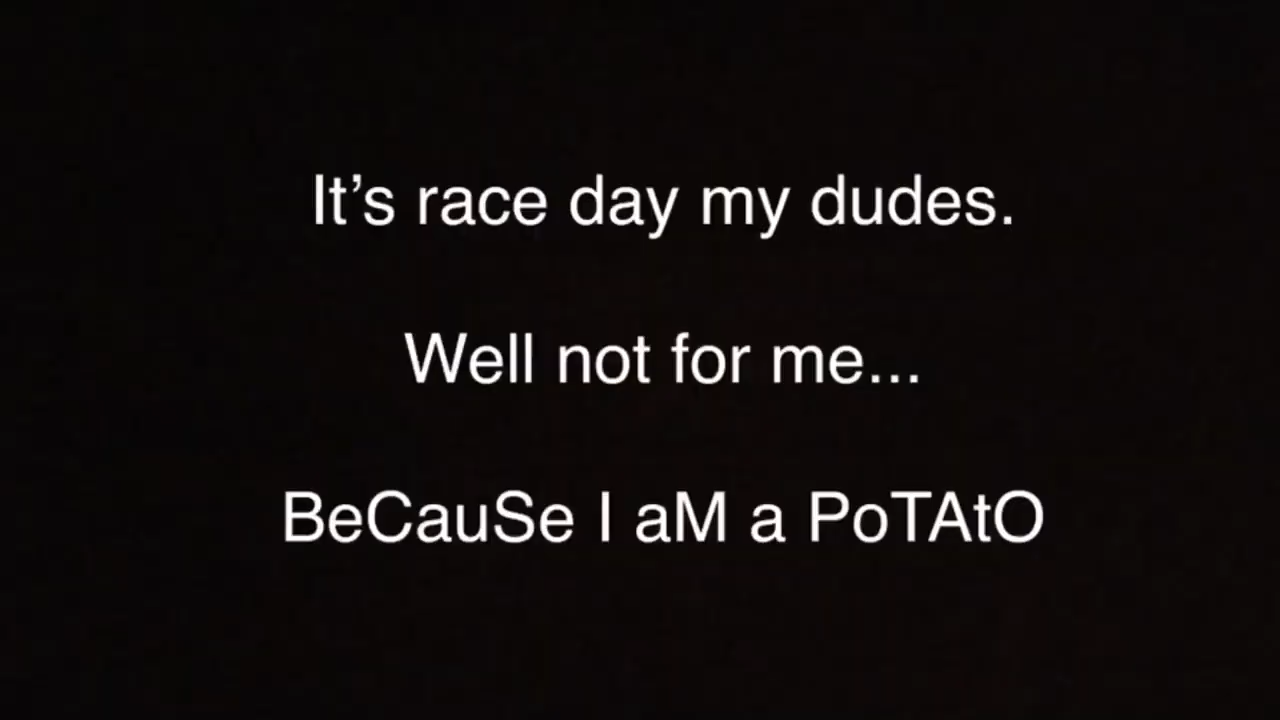 It’s race day my dudes.
Well not for me...
BeCauSe I aM a PoTAtO